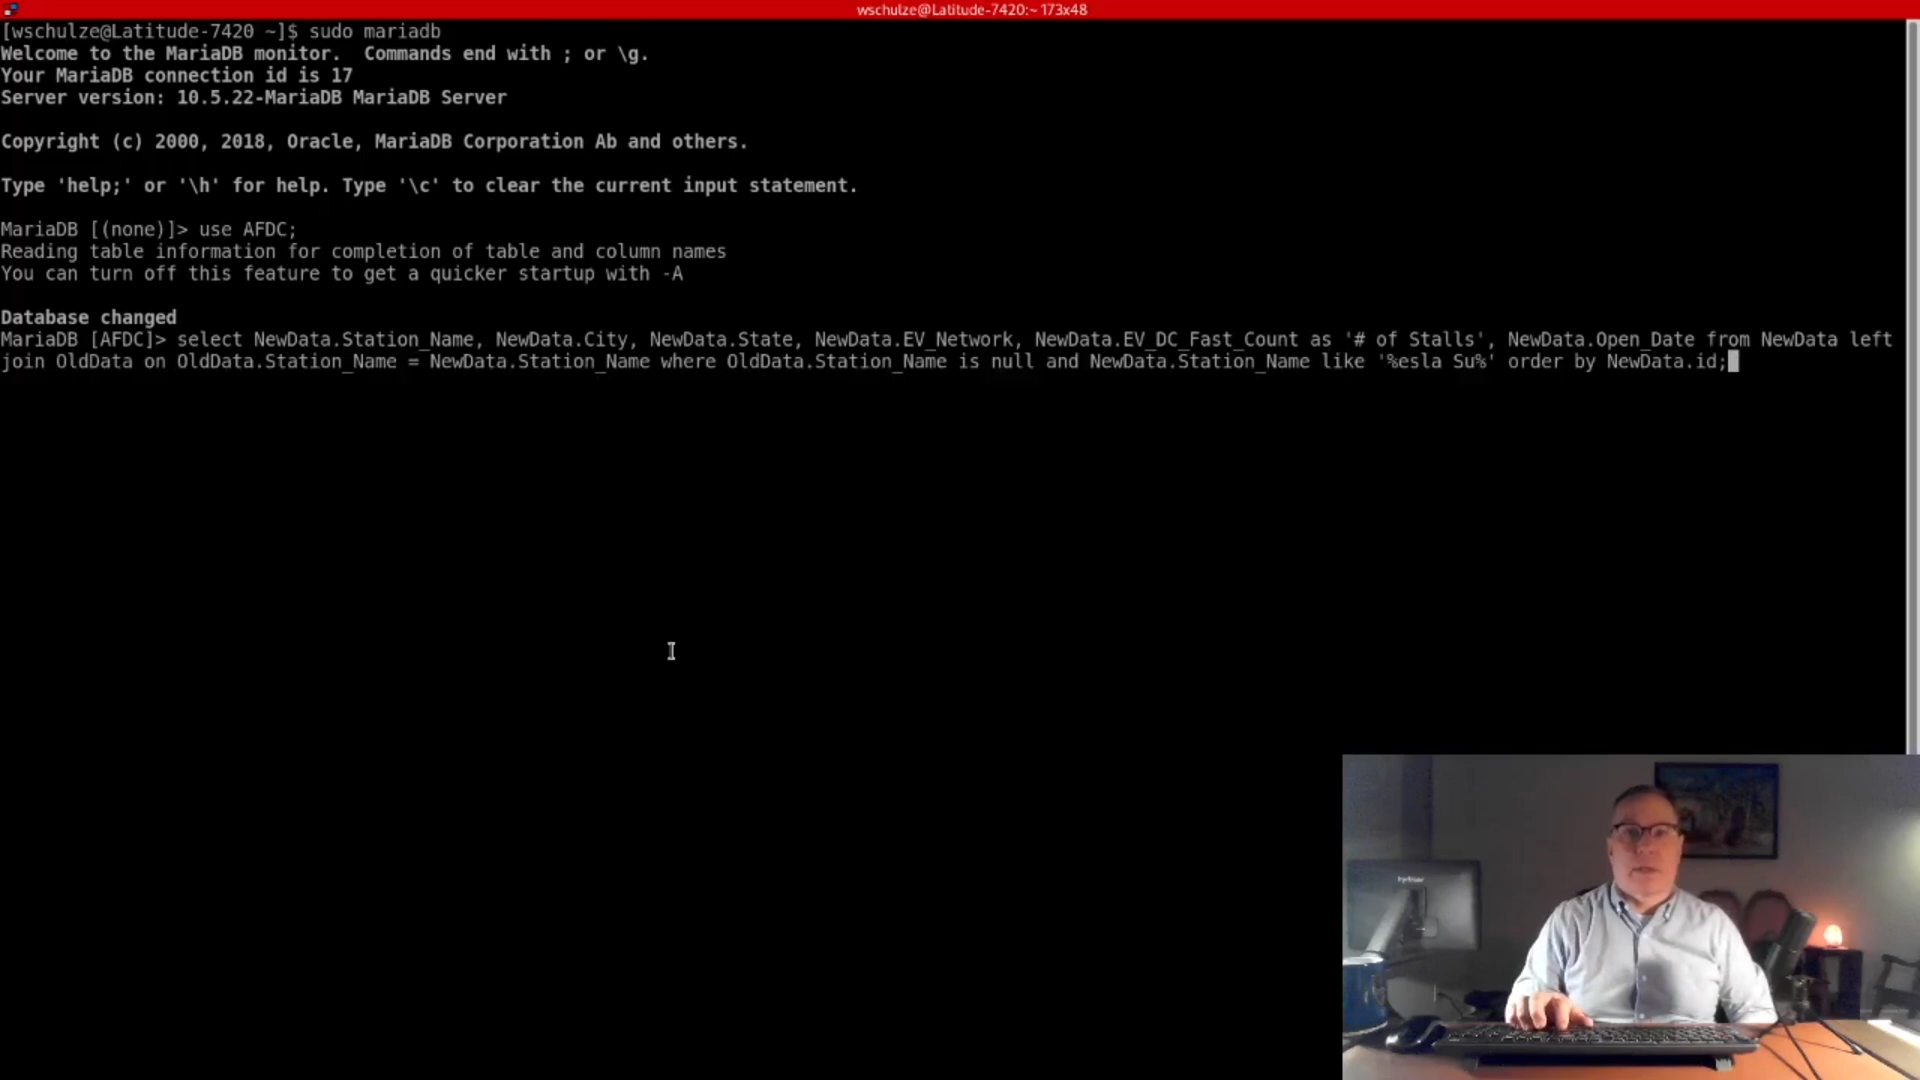 wschulze@Latitude-7420:~ 173x48
[wschulze@Latitude-7420 ~]$ sudo mariadb
Welcome to the MariaDB monitor.  Commands end with ; or \g.
Your MariaDB connection id is 17
Server version: 10.5.22-MariaDB MariaDB Server
Copyright (c) 2000, 2018, Oracle, MariaDB Corporation Ab and others.
Type 'help;' or '\h' for help. Type '\c' to clear the current input statement.
MariaDB [(none)]> use AFDC;
Reading table information for completion of table and column names
You can turn off this feature to get a quicker startup with -A
Database changed
MariaDB [AFDC]> select NewData.Station_Name, NewData.City, NewData.State, NewData.EV_Network, NewData.EV_DC_Fast_Count as '# of Stalls', NewData.Open_Date from NewData left
join OldData on OldData.Station_Name = NewData.Station_Name where OldData.Station_Name is null and NewData.Station_Name like '%esla Su%' order by NewData.id;